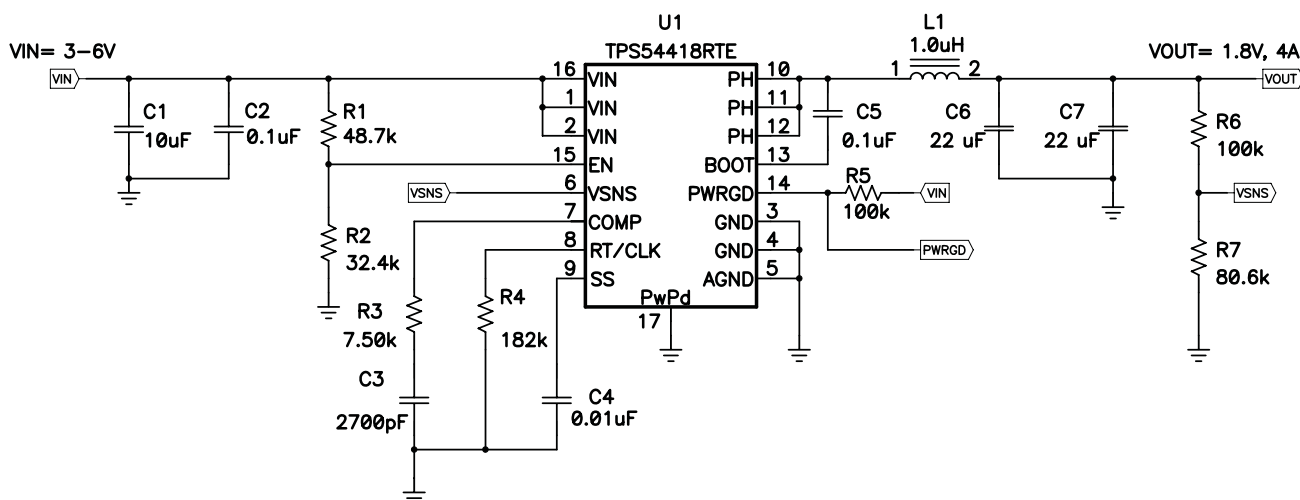 U1
TPS54418RTE
L1
1.0uH
VIN= 3-6V
VOUT= 1.8V, 4A
VIN
VOUT
16 VIN
1 VIN
2 VIN
15 EN
6 VSNS
7 COMP
8 RT/CLK
9 SS
PH 10
PH 11
PH 12
BOOT 13
PWRGD 14
GND 3
GND 4
AGND 5
PwPd
17
1 2
C1
10uF
C2
0.1uF
R1
48.7k
VSNS
R2
32.4k
R3
7.50k
R4
182k
C3
2700pF
C4
0.01uF
C5
0.1uF
R5
100k
VIN
PWRGD
C6
22 uF
C7
22 uF
R6
100k
VSNS
R7
80.6k